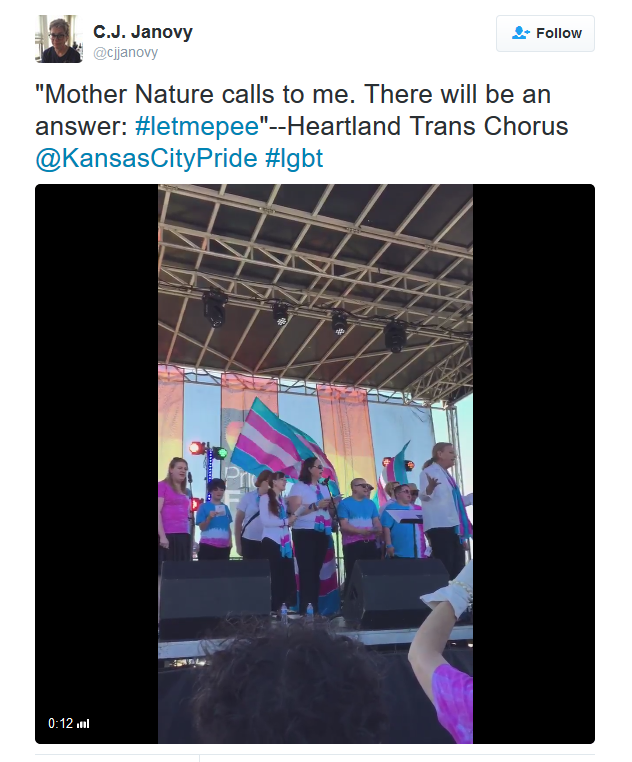 C.J. Janovy
@cjjanovy
Follow
"Mother Nature calls to me. There will be an
answer: #letmepee"--Heartland Trans Chorus
@KansasCityPride #lgbt
0:12